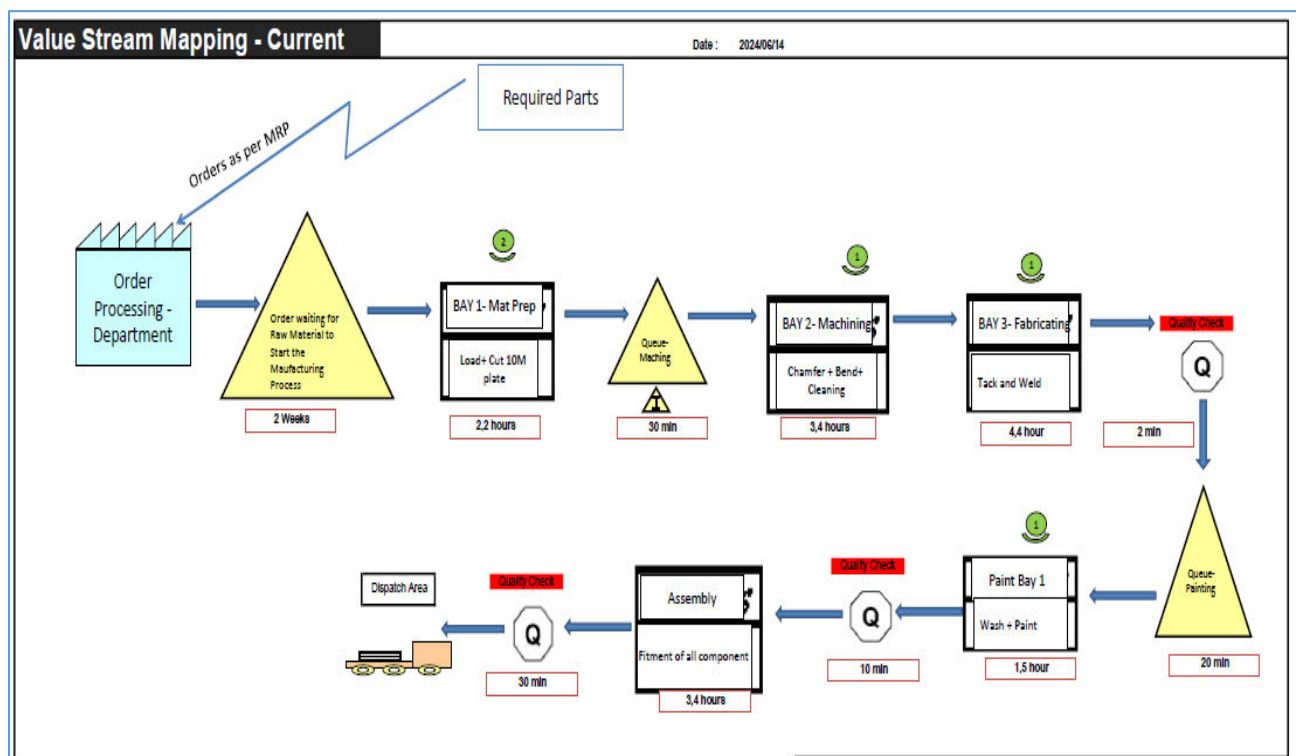 Value Stream Mapping - Current
Date : 2024/06/14
Required Parts
Orders as per MRP
Order
Processing -
Department
Order waiting for
Raw Material to
Start the
Maufacturing
Process
2 Weeks
2
BAY 1- Mat Prep
Load+ Cut 10M
plate
2,2 hours
Queue-
Maching
I
30 min
1
BAY 2- Machining
Chamfer + Bend+
Cleaning
3,4 hours
1
BAY 3- Fabricating
Tack and Weld
4,4 hour
Quality Check
Q
2 min
Queue-
Painting
20 min
1
Paint Bay 1
Wash + Paint
1,5 hour
Quality Check
Q
10 min
Assembly
Fitment of all component
3,4 hours
Quality Check
Q
30 min
Dispatch Area